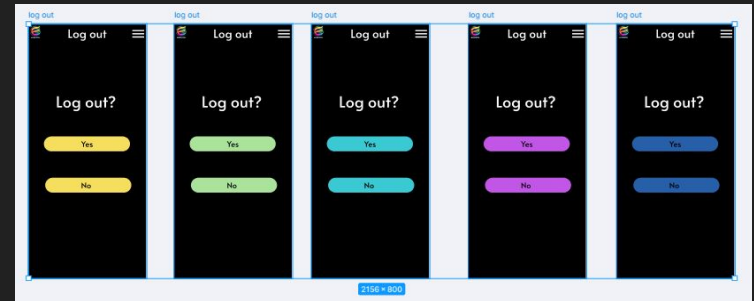 log out log out log out log out log out
Log out Log out Log out Log out Log out
Log out? Log out? Log out? Log out? Log out?
Yes Yes Yes Yes Yes
No No No No No
2156 × 800